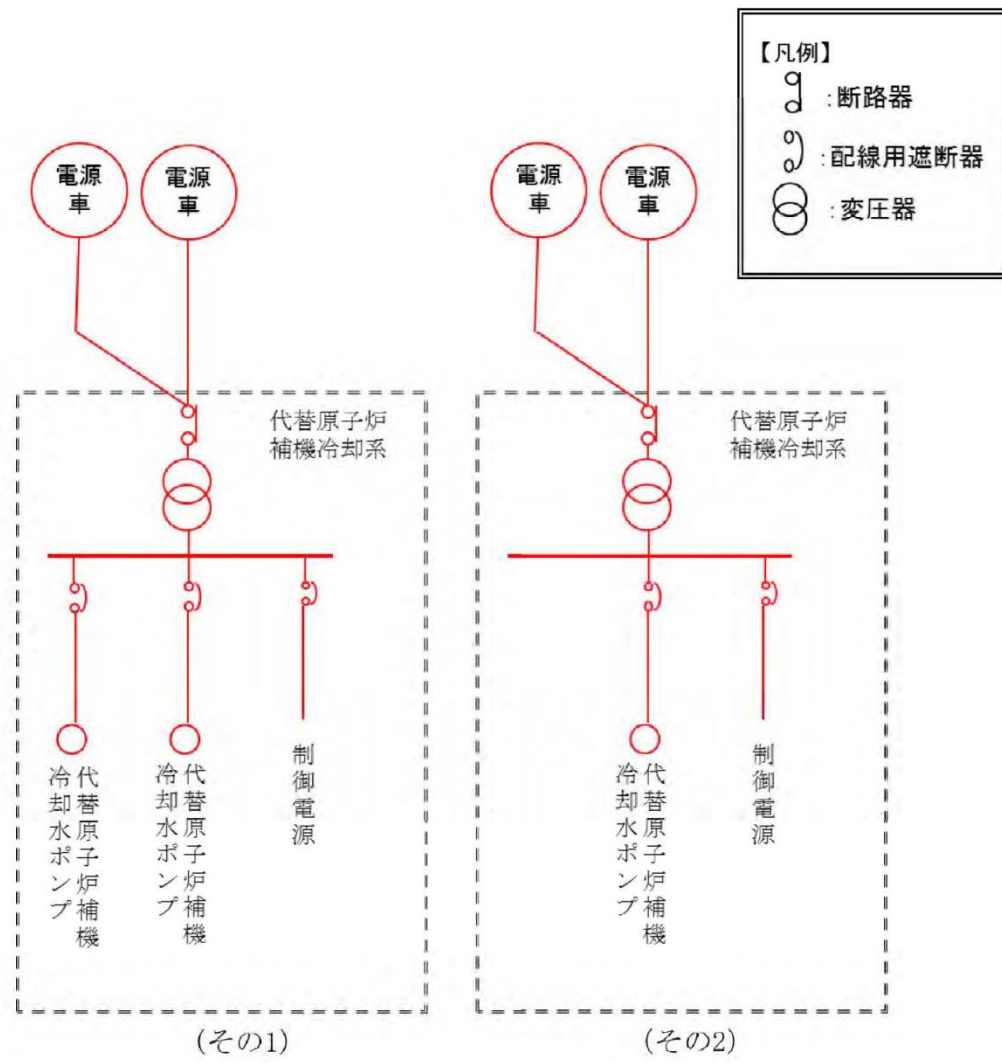 【凡例】
:断路器
:配線用遮断器
:変圧器
電源
車
電源
車
電源
車
電源
車
代替原子炉
補機冷却系
代替原子炉
補機冷却系
代替原子炉補機
冷却水ポンプ
代替原子炉補機
冷却水ポンプ
制御電源
代替原子炉補機
冷却水ポンプ
制御電源
(その1)
(その2)